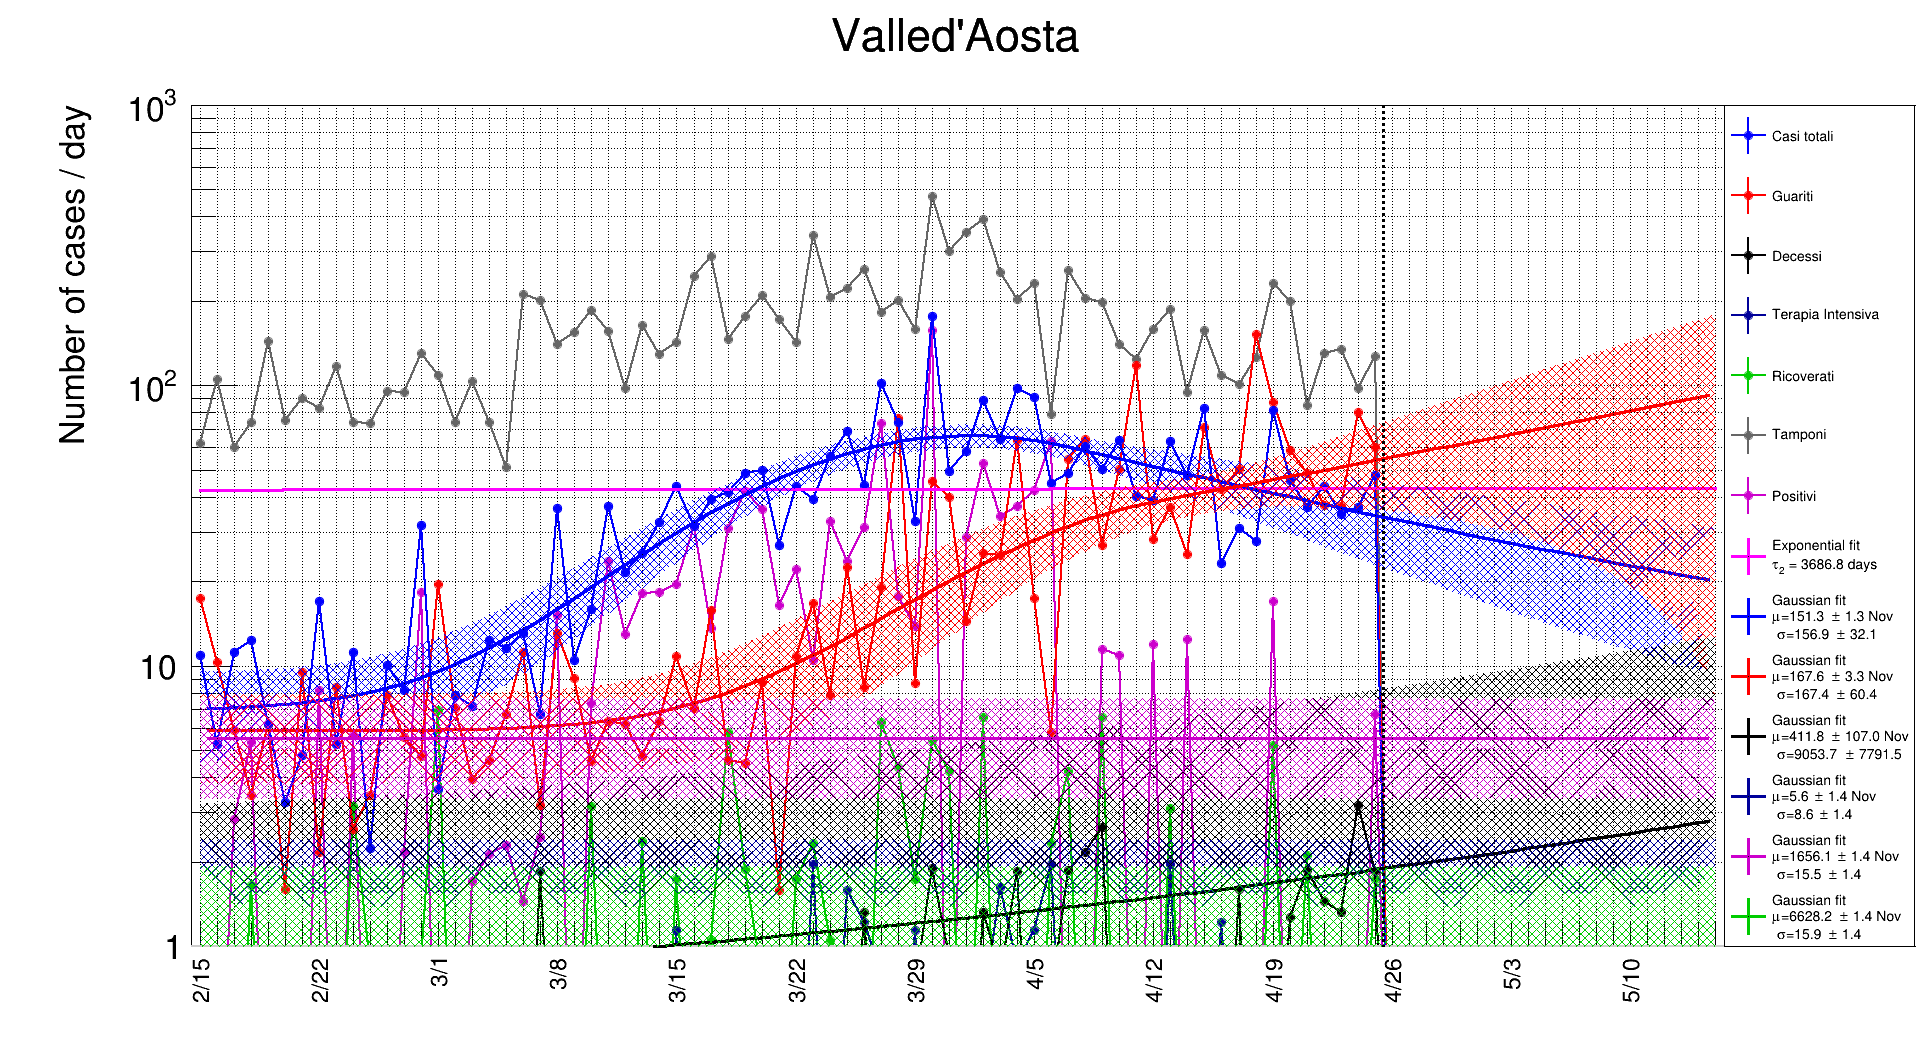 Valled'Aosta
Number of cases / day
10³
10²
10
1
2/15
2/22
3/1
3/8
3/15
3/22
3/29
4/5
4/12
4/19
4/26
5/3
5/10
Casi totali
Guariti
Decessi
Terapia Intensiva
Ricoverati
Tamponi
Positivi
Exponential fit
τ₂ = 3686.8 days
Gaussian fit
μ=151.3 ± 1.3 Nov
σ=156.9 ± 32.1
Gaussian fit
μ=167.6 ± 3.3 Nov
σ=167.4 ± 60.4
Gaussian fit
μ=411.8 ± 107.0 Nov
σ=9053.7 ± 7791.5
Gaussian fit
μ=5.6 ± 1.4 Nov
σ=8.6 ± 1.4
Gaussian fit
μ=1656.1 ± 1.4 Nov
σ=15.5 ± 1.4
Gaussian fit
μ=6628.2 ± 1.4 Nov
σ=15.9 ± 1.4